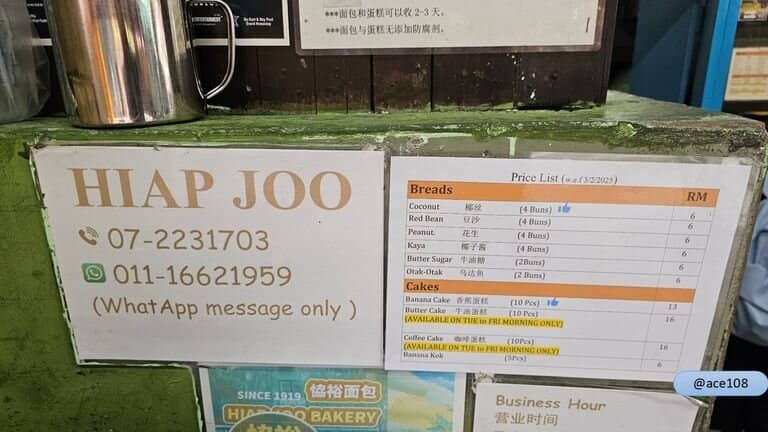 ENTERTAINMENT
***面包和蛋糕可以收 2-3 天。
***面包与蛋糕无添加防腐剂。
HIAP JOO
07-2231703
011-16621959
(WhatApp message only )
Price List (w.e.f 3/2/2025)
Breads RM
Coconut 椰丝 (4 Buns) 6
Red Bean 豆沙 (4 Buns) 6
Peanut. 花生 (4 Buns) 6
Kaya 椰子酱 (4 Buns) 6
Butter Sugar 牛油糖 (2Buns) 6
Otak-Otak 乌达鱼 (2 Buns) 6
Cakes
Banana Cake 香蕉蛋糕 (10 Pcs) 13
Butter Cake 牛油蛋糕 (10 Pcs) 16
(AVAILABLE ON TUE to FRI MORNING ONLY)
Coffee Cake 咖啡蛋糕 (10Pcs) 16
(AVAILABLE ON TUE to FRI MORNING ONLY)
Banana Kok (5Pcs) 6
@ace108
SINCE 1919 協裕面包
HIAP JOO BAKERY
協裕
Business Hour
营业时间